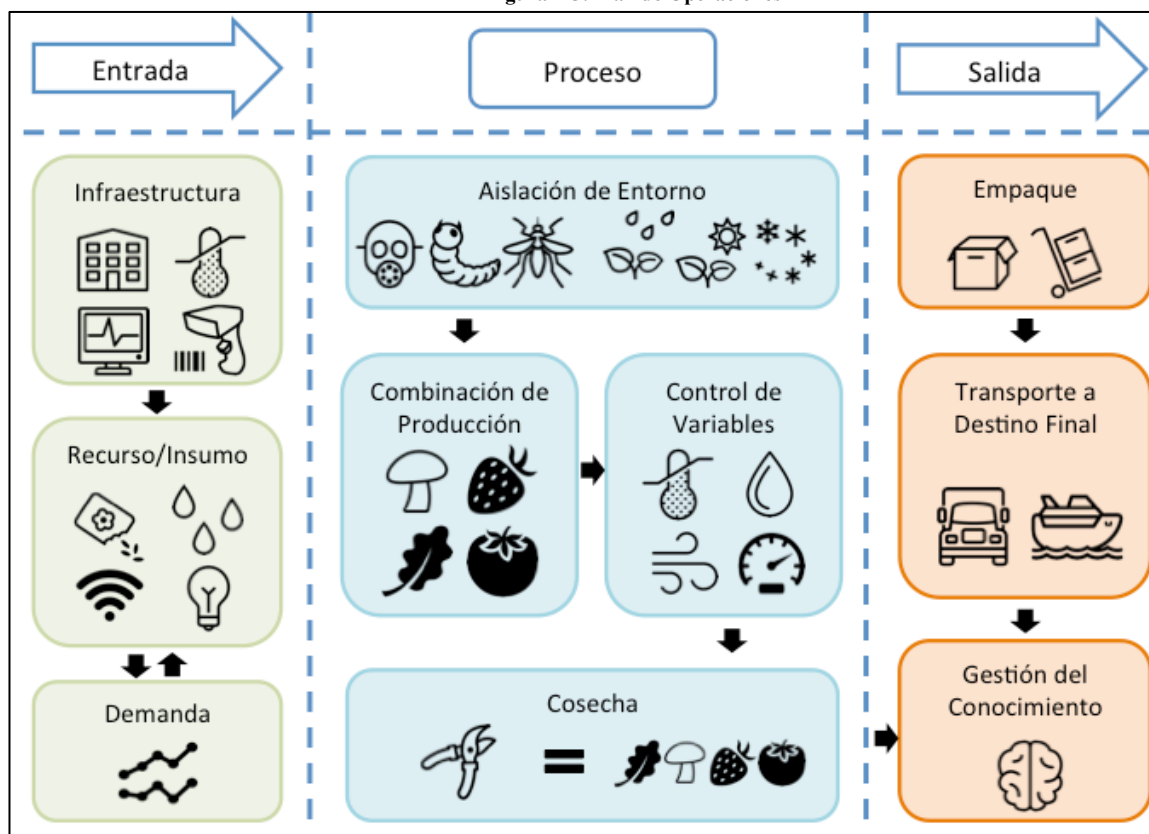 Entrada
Proceso
Salida
Infraestructura
Recurso/Insumo
Demanda
Aislación de Entorno
Combinación de
Producción
Control de
Variables
Cosecha
Empaque
Transporte a
Destino Final
Gestión del
Conocimiento